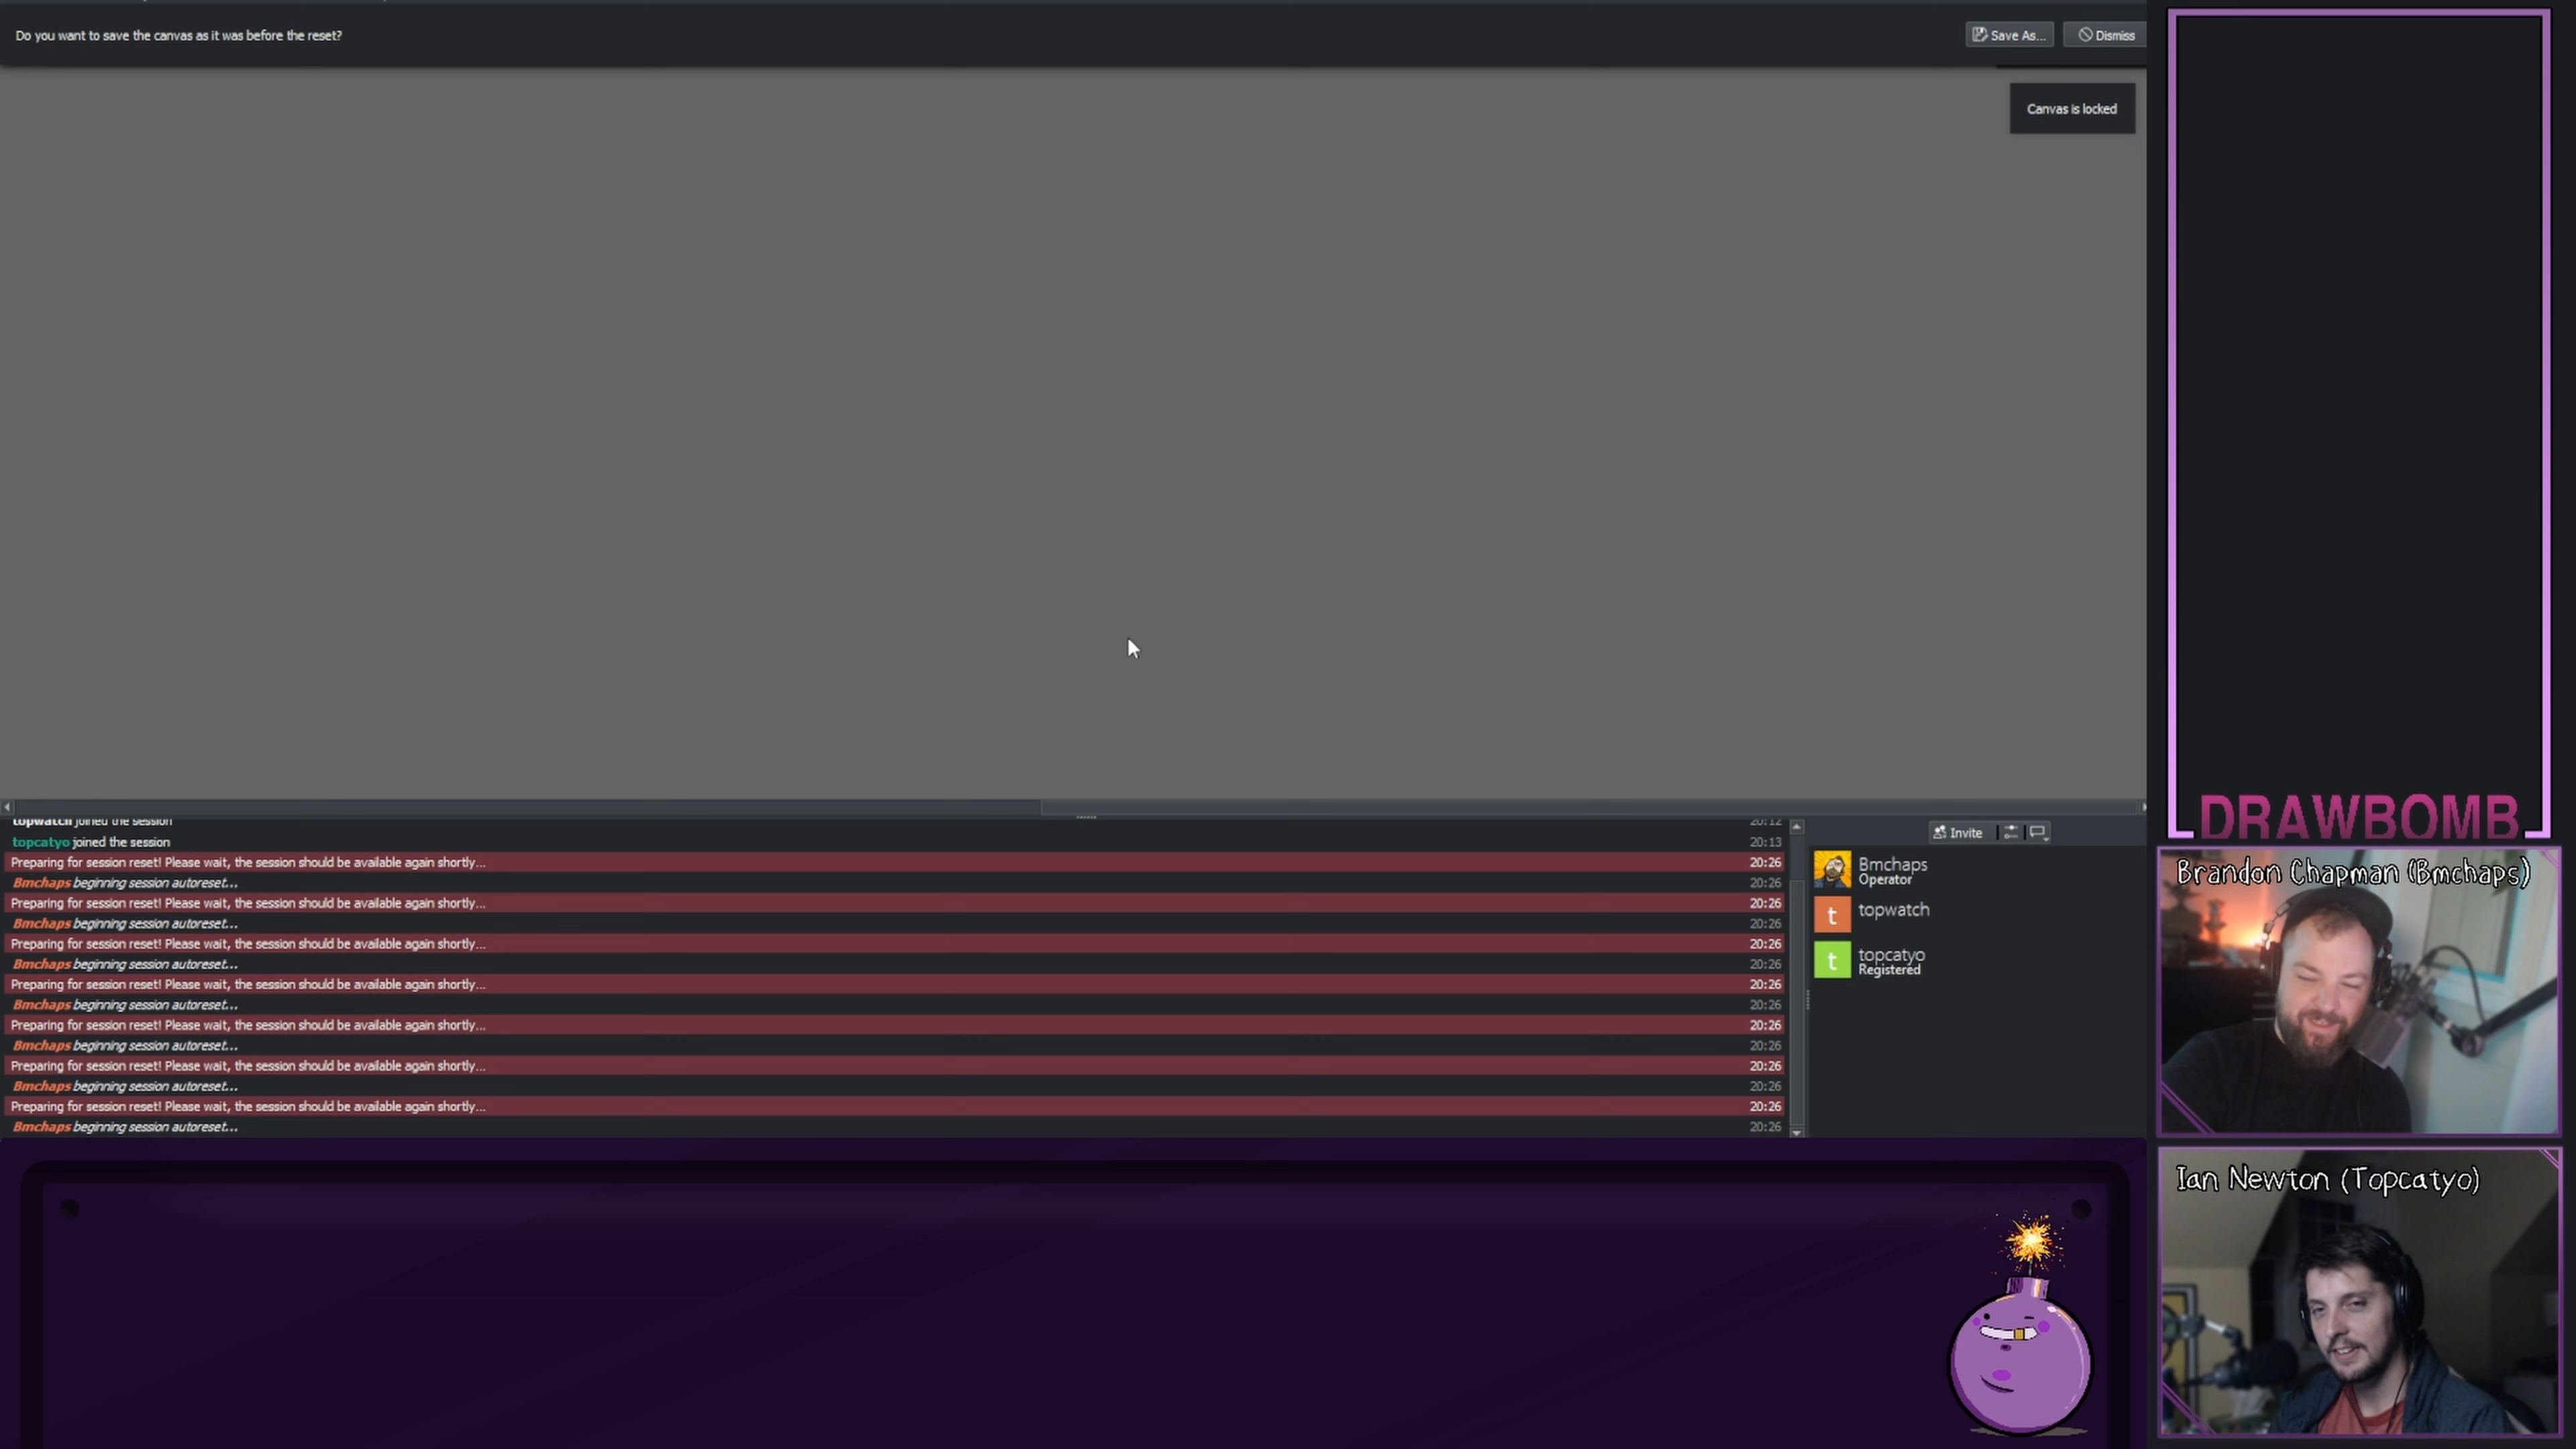 Do you want to save the canvas as it was before the reset?
Save As...
Dismiss
Canvas is locked
topwatch joined the session 20:12
topcatyo joined the session 20:13
Preparing for session reset! Please wait, the session should be available again shortly... 20:26
Bmchaps beginning session autoreset... 20:26
Preparing for session reset! Please wait, the session should be available again shortly... 20:26
Bmchaps beginning session autoreset... 20:26
Preparing for session reset! Please wait, the session should be available again shortly... 20:26
Bmchaps beginning session autoreset... 20:26
Preparing for session reset! Please wait, the session should be available again shortly... 20:26
Bmchaps beginning session autoreset... 20:26
Preparing for session reset! Please wait, the session should be available again shortly... 20:26
Bmchaps beginning session autoreset... 20:26
Preparing for session reset! Please wait, the session should be available again shortly... 20:26
Bmchaps beginning session autoreset... 20:26
Preparing for session reset! Please wait, the session should be available again shortly... 20:26
Bmchaps beginning session autoreset... 20:26
Invite
Bmchaps
Operator
t topwatch
t topcatyo
Registered
DRAWBOMB
Brandon Chapman (Bmchaps)
Ian Newton (Topcatyo)